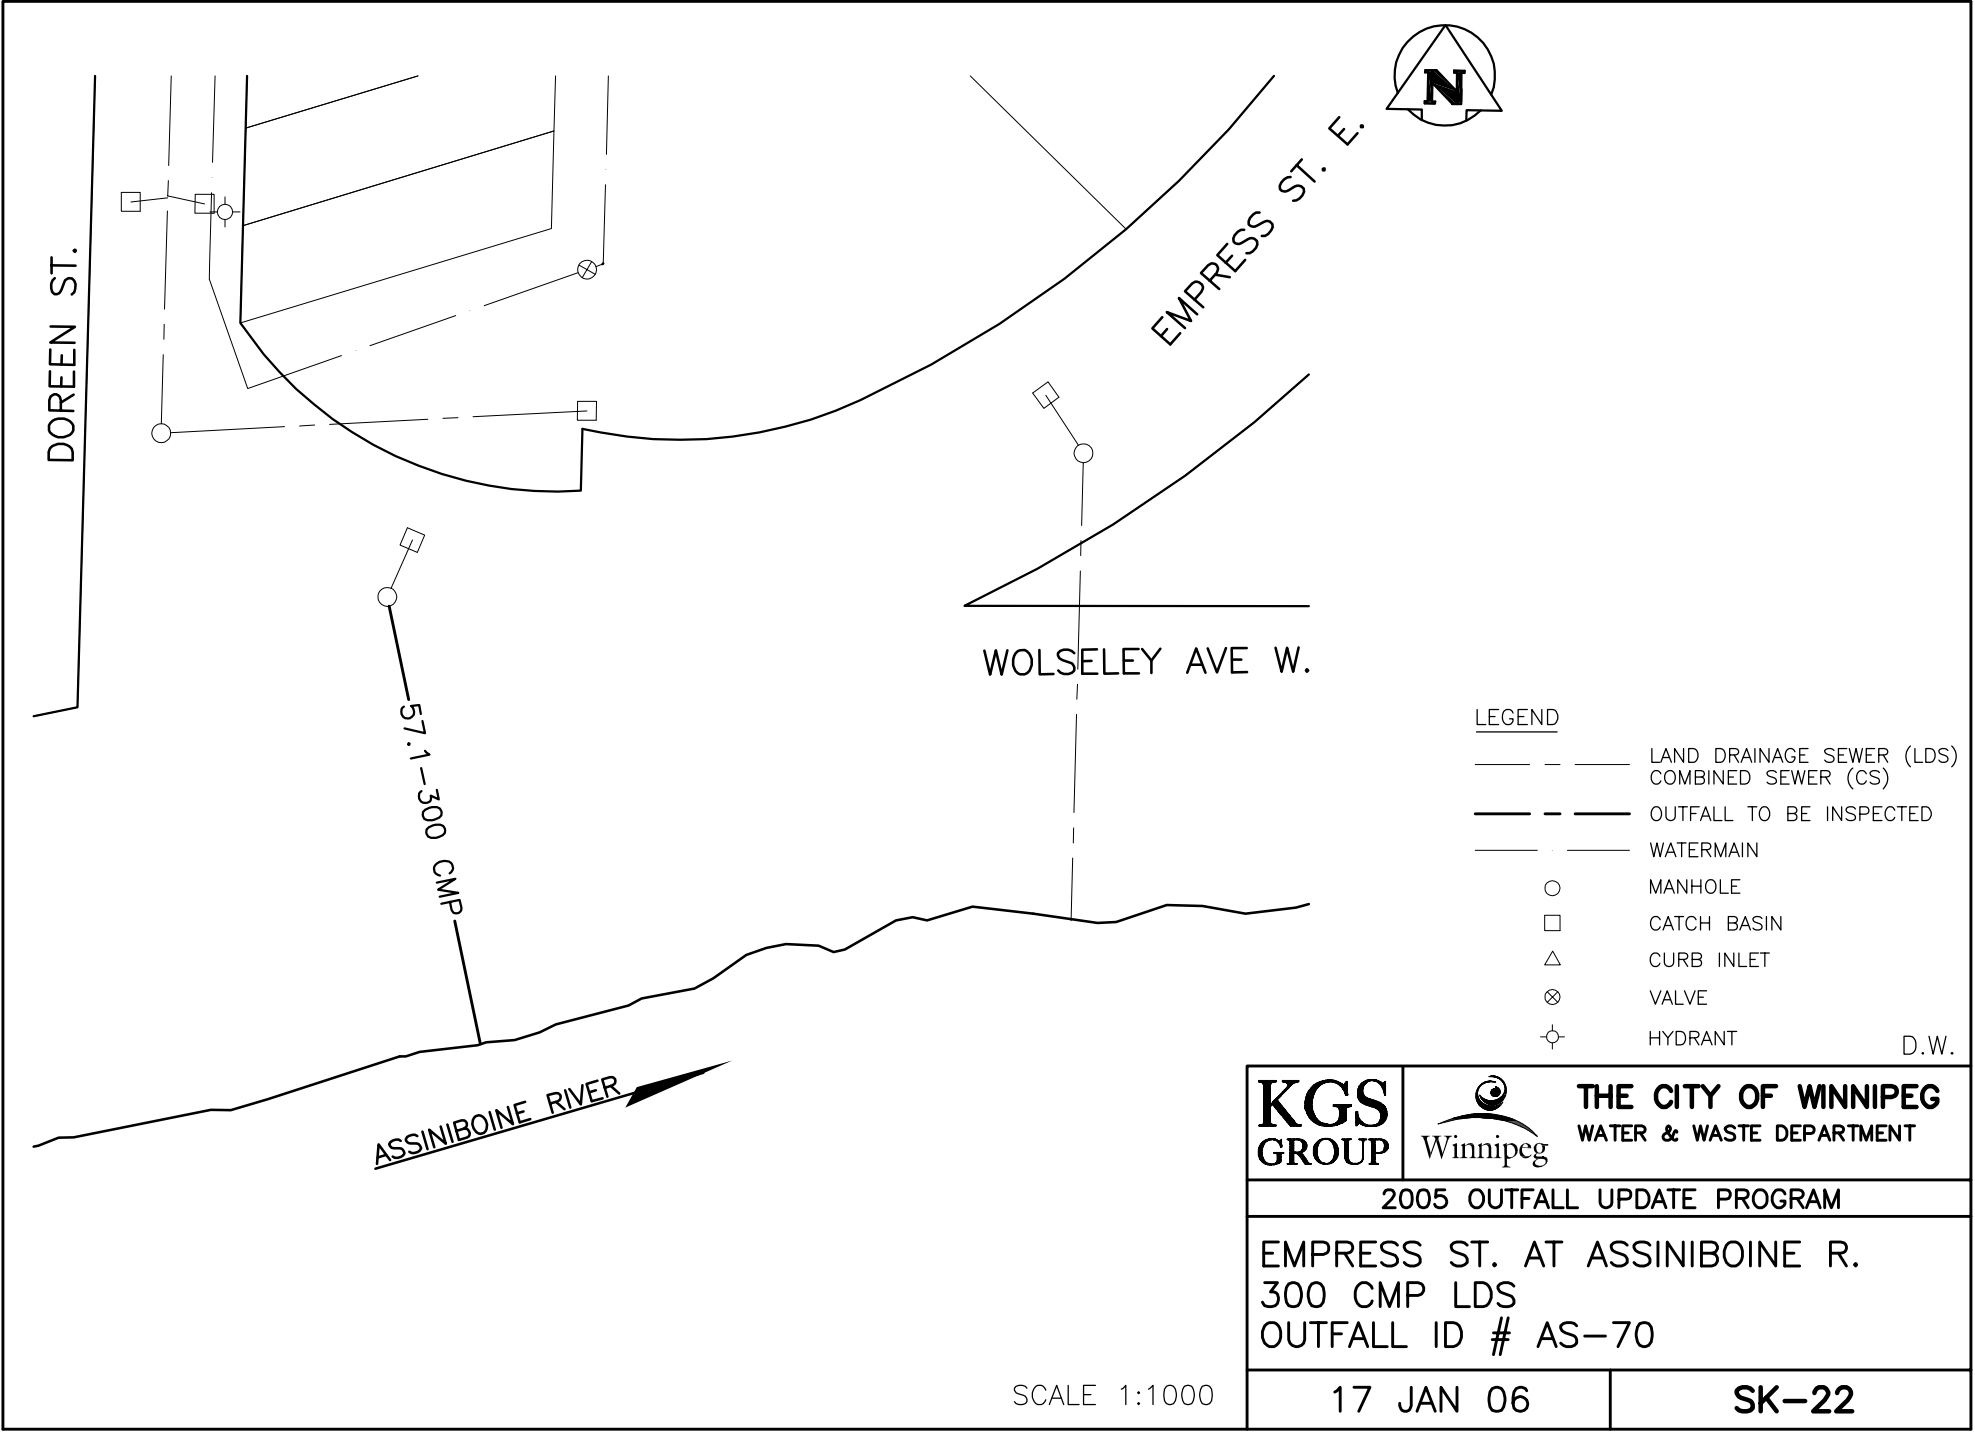 N
EMPRESS ST. E.
DOREEN ST.
WOLSELEY AVE W.
57.1-300 CMP
ASSINIBOINE RIVER
LEGEND
LAND DRAINAGE SEWER (LDS)
COMBINED SEWER (CS)
OUTFALL TO BE INSPECTED
WATERMAIN
MANHOLE
CATCH BASIN
CURB INLET
VALVE
HYDRANT
D.W.
KGS
GROUP
Winnipeg
THE CITY OF WINNIPEG
WATER & WASTE DEPARTMENT
2005 OUTFALL UPDATE PROGRAM
EMPRESS ST. AT ASSINIBOINE R.
300 CMP LDS
OUTFALL ID # AS-70
SCALE 1:1000
17 JAN 06
SK-22